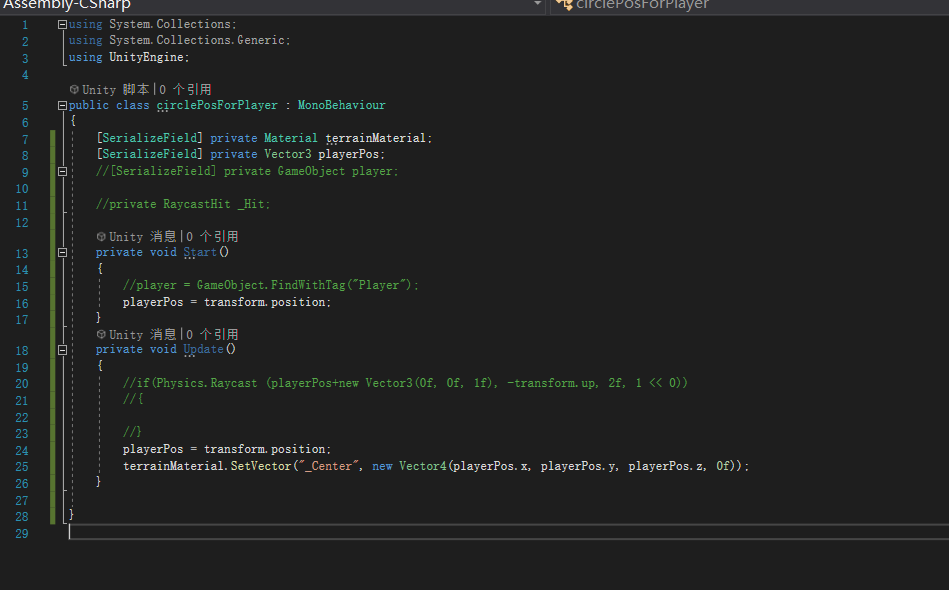 Assembly-CSharp
circlePosForPlayer
1 using System.Collections;
2 using System.Collections.Generic;
3 using UnityEngine;
4
Unity 脚本|0 个引用
5 public class circlePosForPlayer : MonoBehaviour
6 {
7 [SerializeField] private Material terrainMaterial;
8 [SerializeField] private Vector3 playerPos;
9 //[SerializeField] private GameObject player;
10
11 //private RaycastHit _Hit;
12
Unity 消息|0 个引用
13 private void Start()
14 {
15 //player = GameObject.FindWithTag("Player");
16 playerPos = transform.position;
17 }
Unity 消息|0 个引用
18 private void Update()
19 {
20 //if(Physics.Raycast (playerPos+new Vector3(0f, 0f, 1f), -transform.up, 2f, 1 << 0))
21 //{
22
23 //}
24 playerPos = transform.position;
25 terrainMaterial.SetVector("_Center", new Vector4(playerPos.x, playerPos.y, playerPos.z, 0f));
26 }
27
28 }
29